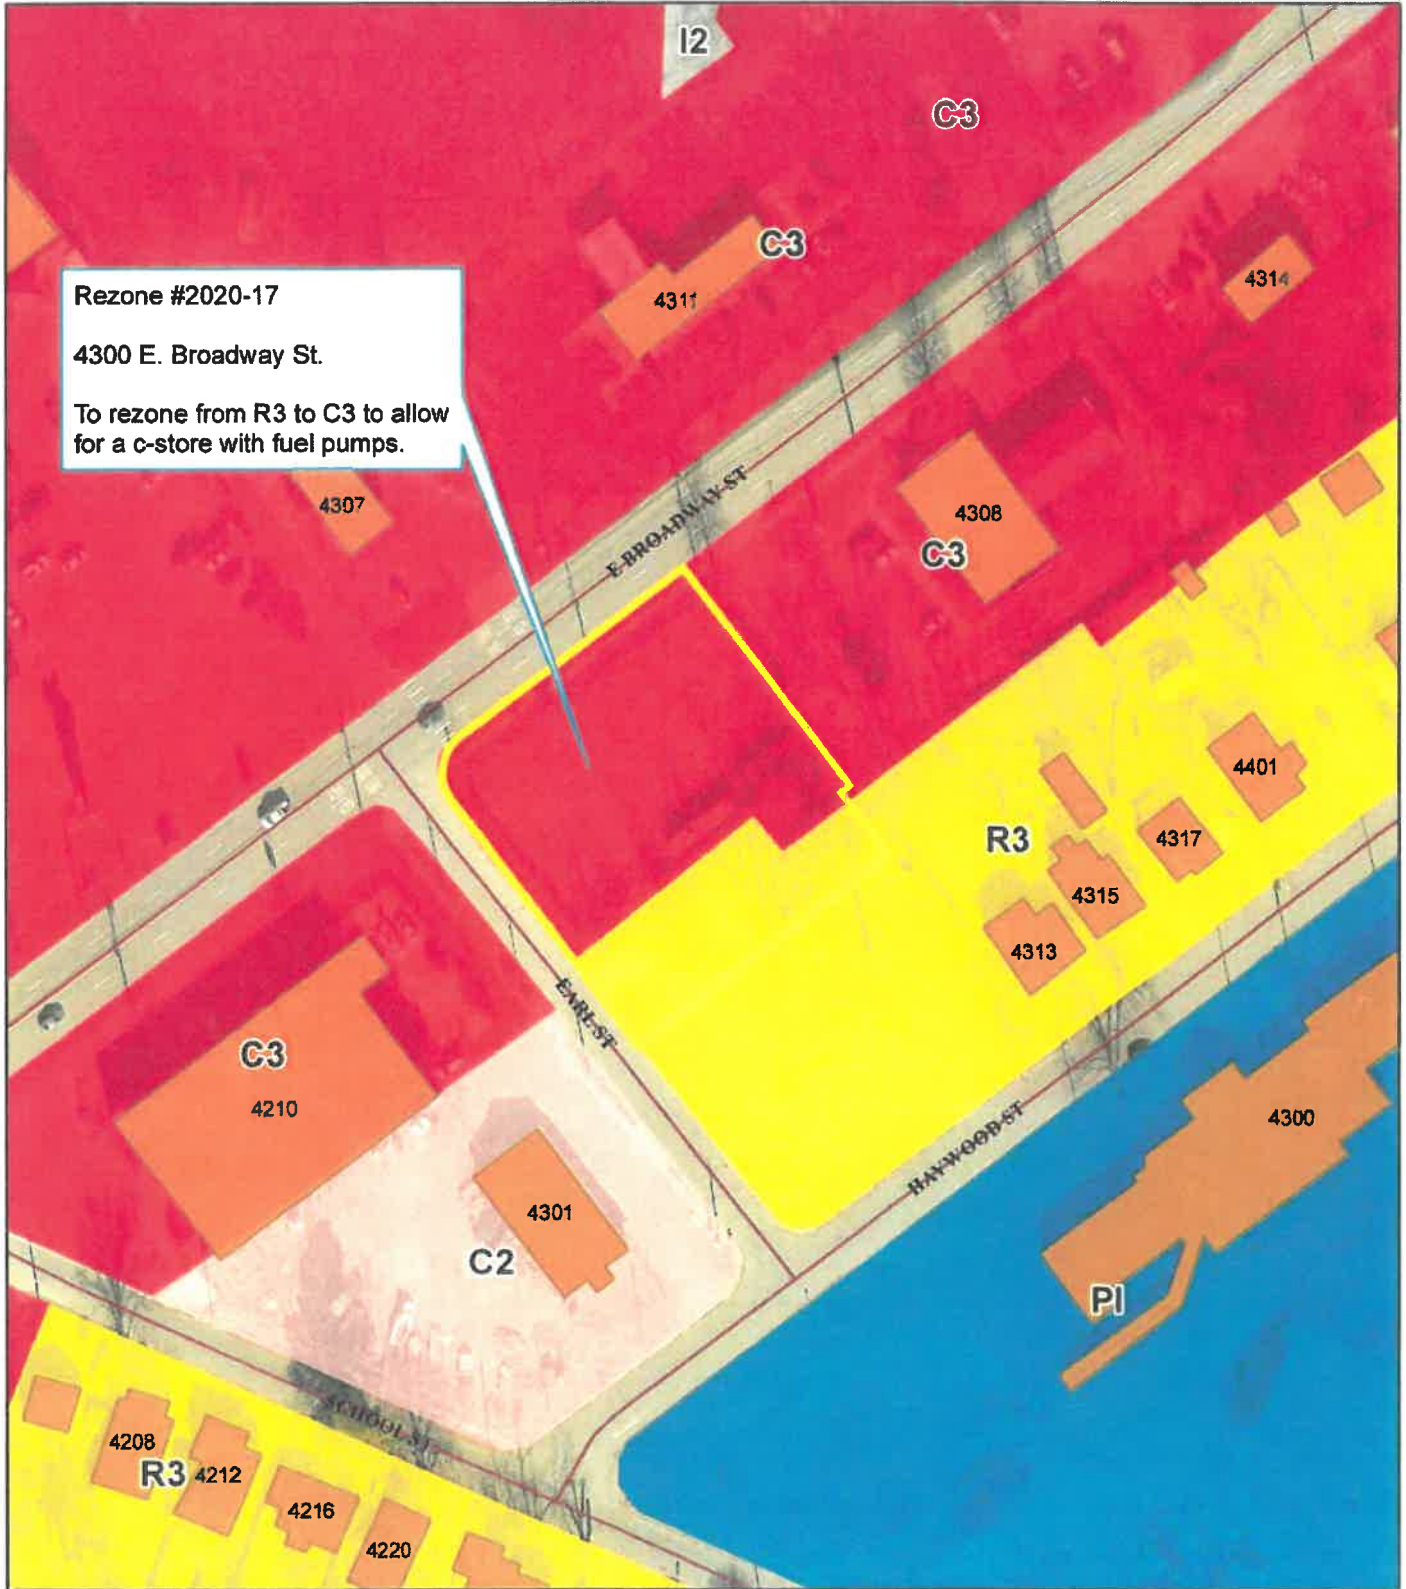 I2
C3
C3
4311
4314
Rezone #2020-17
4300 E. Broadway St.
To rezone from R3 to C3 to allow
for a c-store with fuel pumps.
4307
E BROADWAY ST
4308
C3
4401
R3
4317
4315
4313
EARL ST
C3
4210
HAYWOOD ST
4300
4301
C2
PI
SCHOOL ST
4208
R3
4212
4216
4220